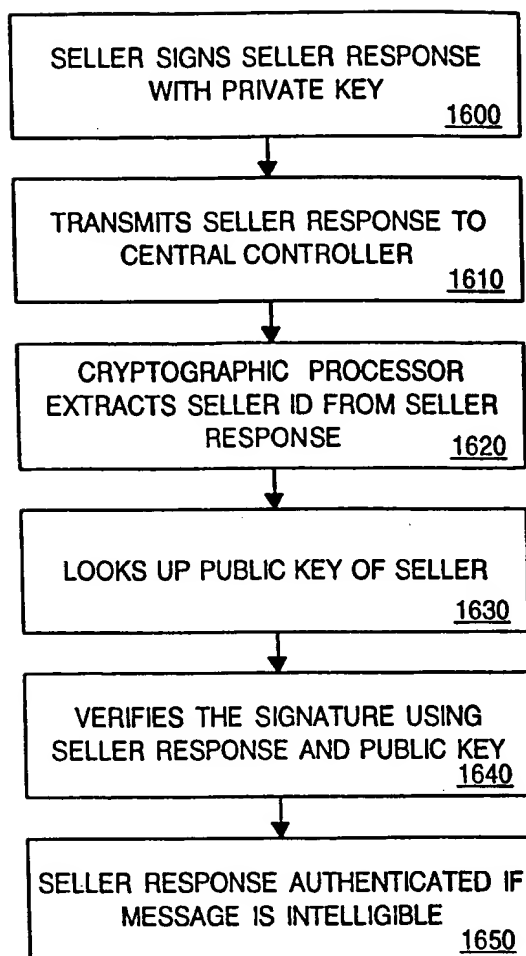 SELLER SIGNS SELLER RESPONSE
WITH PRIVATE KEY
1600
TRANSMITS SELLER RESPONSE TO
CENTRAL CONTROLLER
1610
CRYPTOGRAPHIC PROCESSOR
EXTRACTS SELLER ID FROM SELLER
RESPONSE
1620
LOOKS UP PUBLIC KEY OF SELLER
1630
VERIFIES THE SIGNATURE USING
SELLER RESPONSE AND PUBLIC KEY
1640
SELLER RESPONSE AUTHENTICATED IF
MESSAGE IS INTELLIGIBLE
1650